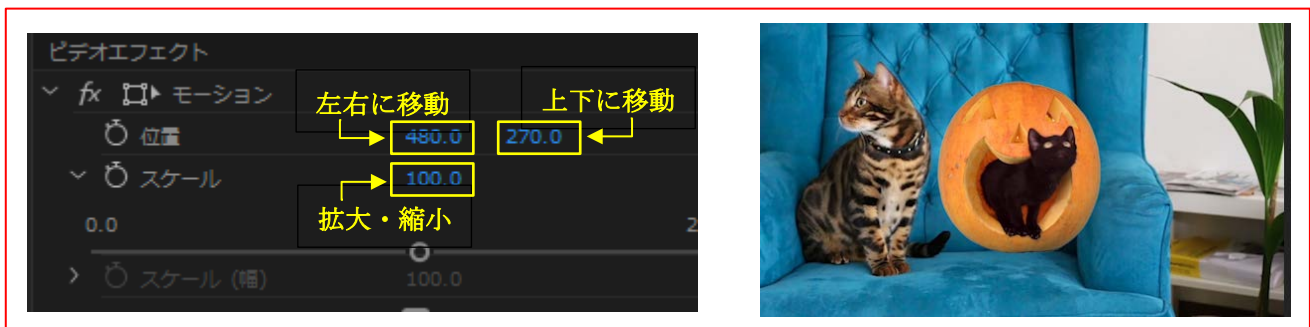 ビデオエフェクト
fx モーション
左右に移動
上下に移動
位置 480.0 270.0
スケール 100.0
拡大・縮小
0.0 2
スケール (幅) 100.0